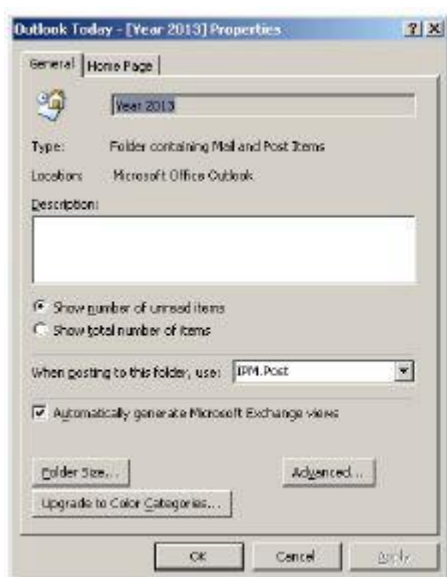 Outlook Today - [Year 2013] Properties
General Home Page
Year 2013
Type: Folder containing Mail and Post Items
Location: Microsoft Office Outlook
Description:
Show number of unread items
Show total number of items
When posting to this folder, use: IPM.Post
Automatically generate Microsoft Exchange views
Folder Size... Advanced...
Upgrade to Color Categories...
OK Cancel Apply